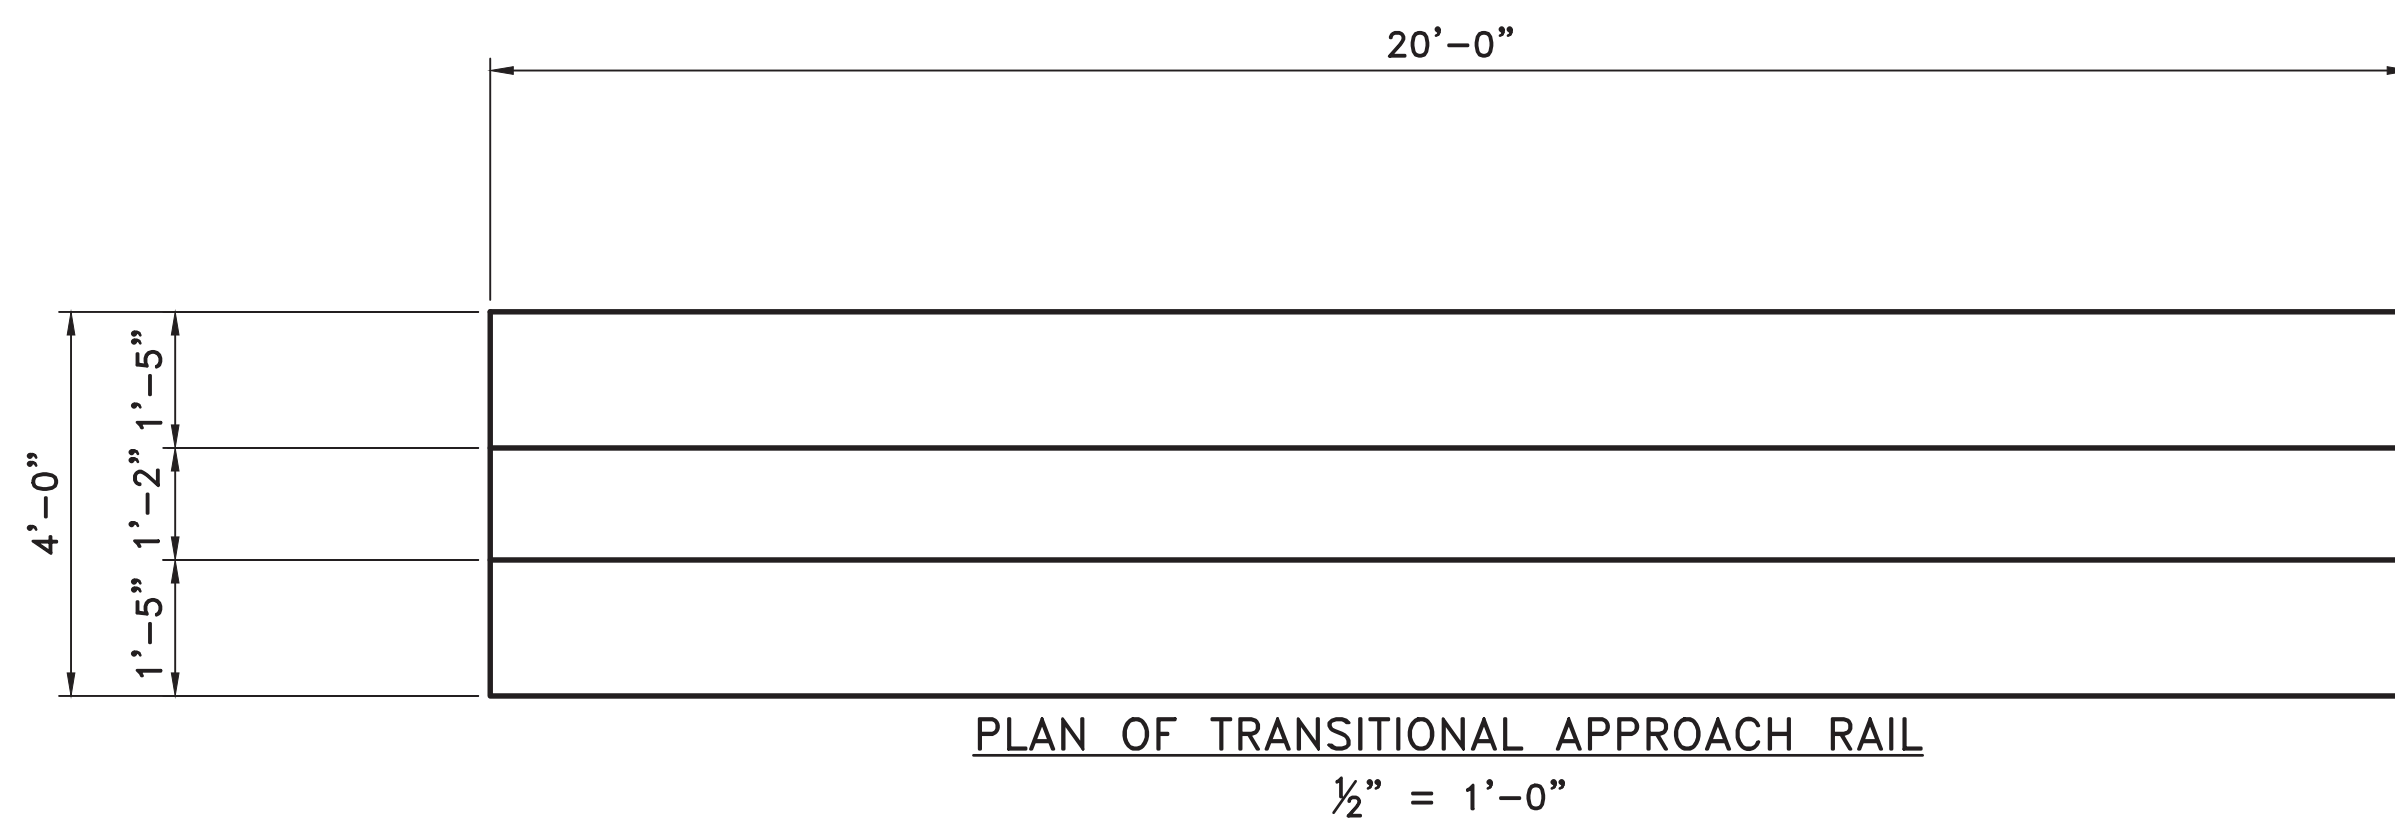 20'-0"
4'-0"
1'-5"
1'-2"
1'-5"
PLAN OF TRANSITIONAL APPROACH RAIL
½" = 1'-0"